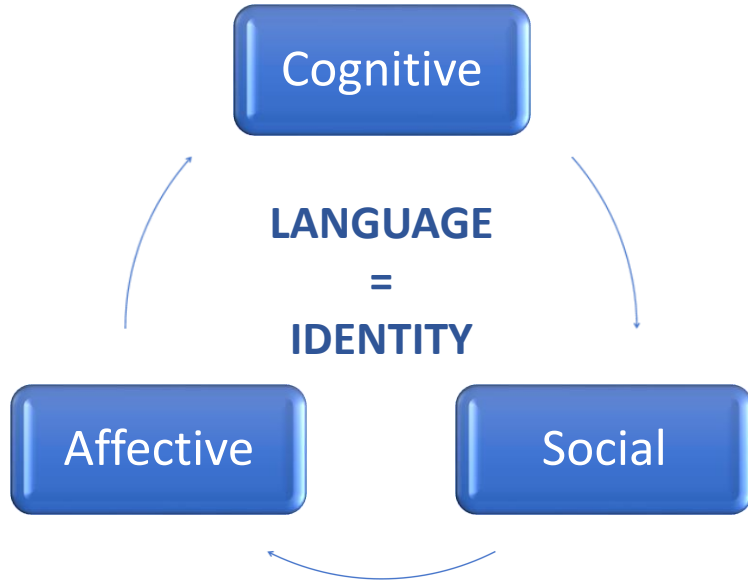 Cognitive
LANGUAGE
=
IDENTITY
Affective
Social